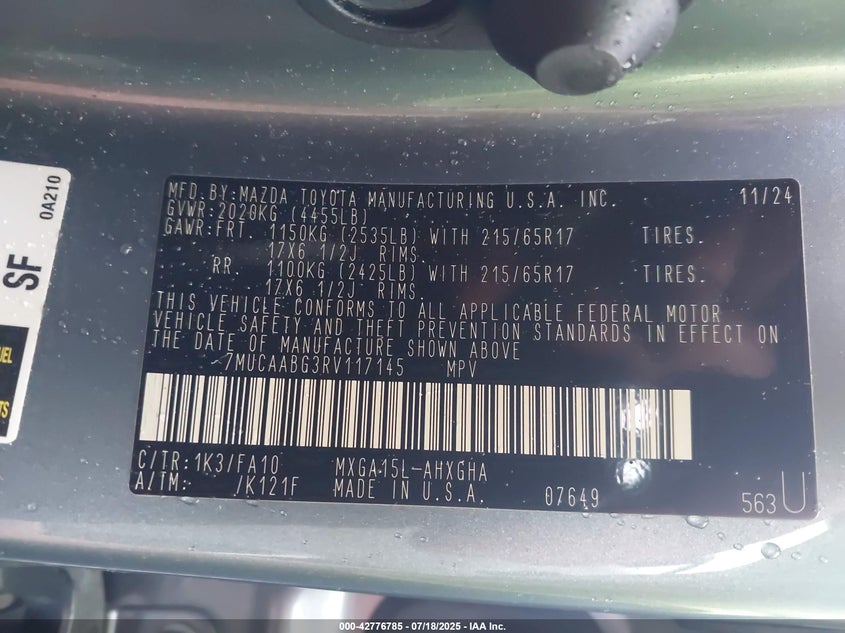 0A210
SF
UEL
TS
MFD. BY: MAZDA TOYOTA MANUFACTURING U.S.A. INC. 11/24
GVWR: 2020KG (4455LB)
GAWR: FRT. 1150KG (2535LB) WITH 215/65R17 TIRES.
17X6 1/2J RIMS.
RR. 1100KG (2425LB) WITH 215/65R17 TIRES.
17X6 1/2J RIMS.
THIS VEHICLE CONFORMS TO ALL APPLICABLE FEDERAL MOTOR
VEHICLE SAFETY AND THEFT PREVENTION STANDARDS IN EFFECT ON
THE DATE OF MANUFACTURE SHOWN ABOVE
7MUCAABG3RV117145 MPV
C/TR: 1K3/FA10 MXGA15L-AHXGHA
A/TM: /K121F MADE IN U.S.A. 07649 563U
000-42776785 - 07/18/2025 - IAA Inc.